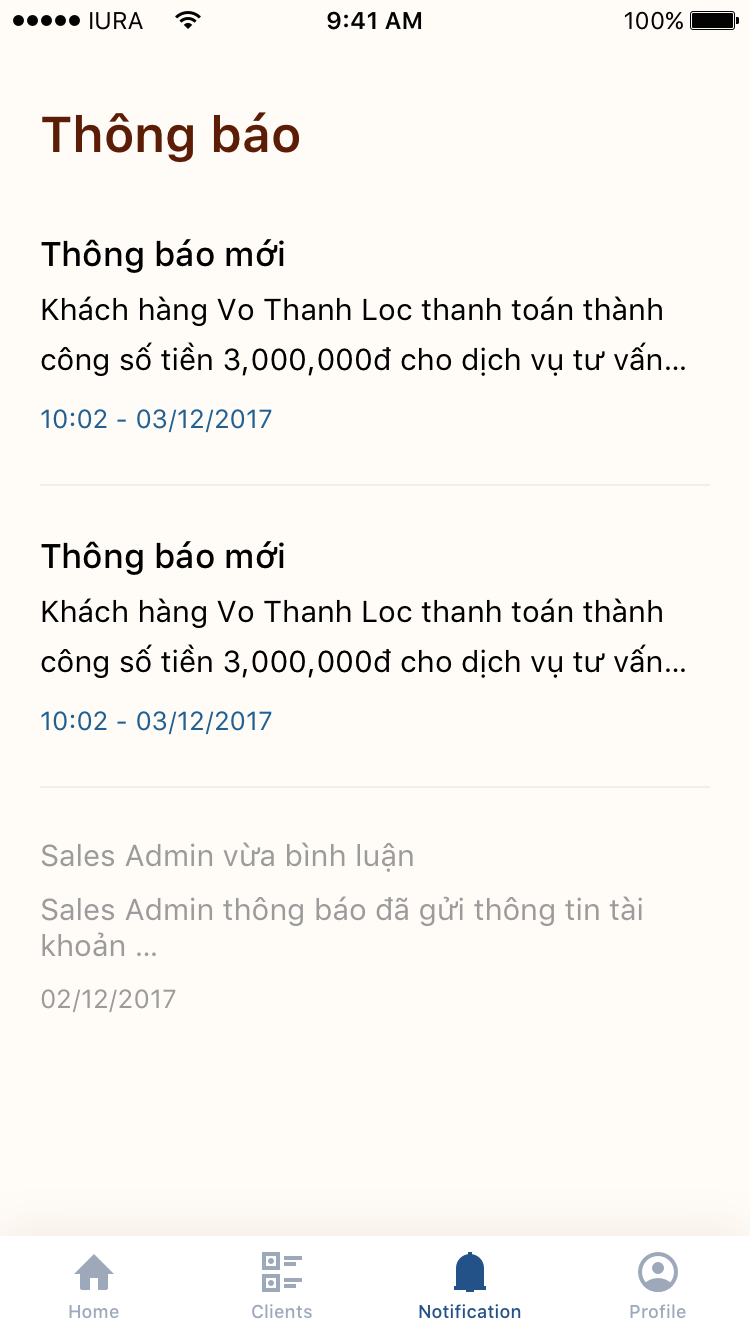 IURA 9:41 AM 100%
Thông báo
Thông báo mới
Khách hàng Vo Thanh Loc thanh toán thành
công số tiền 3,000,000đ cho dịch vụ tư vấn...
10:02 - 03/12/2017
Thông báo mới
Khách hàng Vo Thanh Loc thanh toán thành
công số tiền 3,000,000đ cho dịch vụ tư vấn...
10:02 - 03/12/2017
Sales Admin vừa bình luận
Sales Admin thông báo đã gửi thông tin tài
khoản ...
02/12/2017
Home Clients Notification Profile